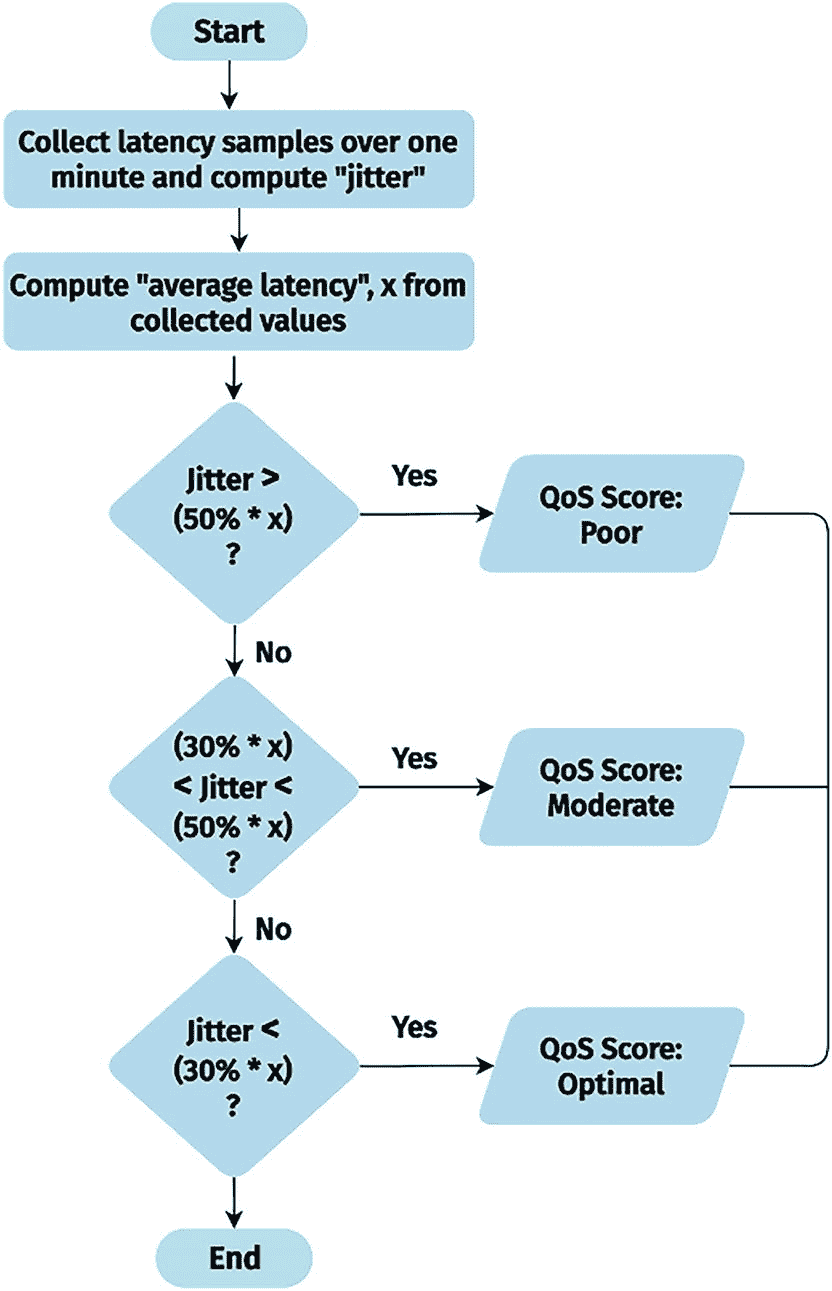 Start
Collect latency samples over one
minute and compute "jitter"
Compute "average latency", x from
collected values
Jitter >
(50% * x)
?
Yes
QoS Score:
Poor
No
(30% * x)
< Jitter <
(50% * x)
?
Yes
QoS Score:
Moderate
No
Jitter <
(30% * x)
?
Yes
QoS Score:
Optimal
End